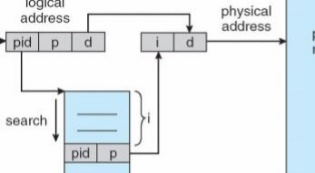 logical
address
physical
address
pid p d
i d
search
i
pid p